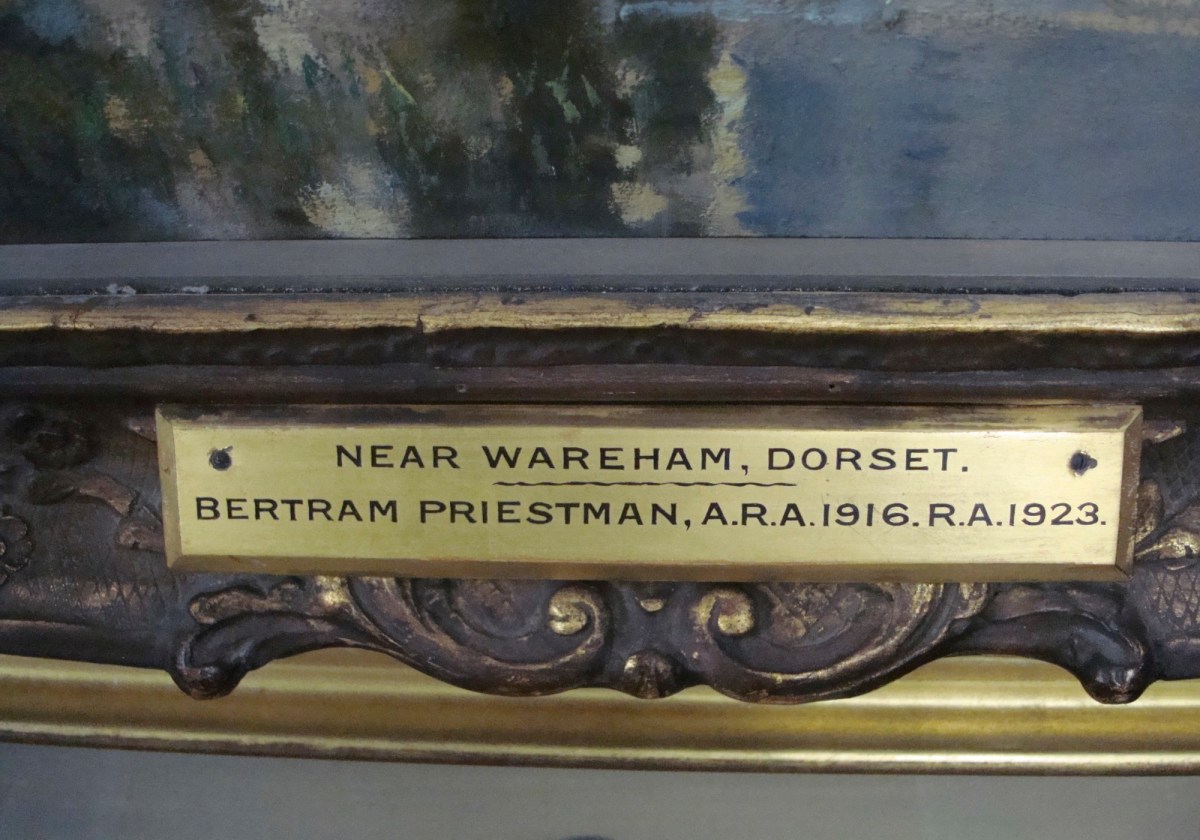 NEAR WAREHAM, DORSET.
BERTRAM PRIESTMAN, A.R.A. 1916. R.A. 1923.